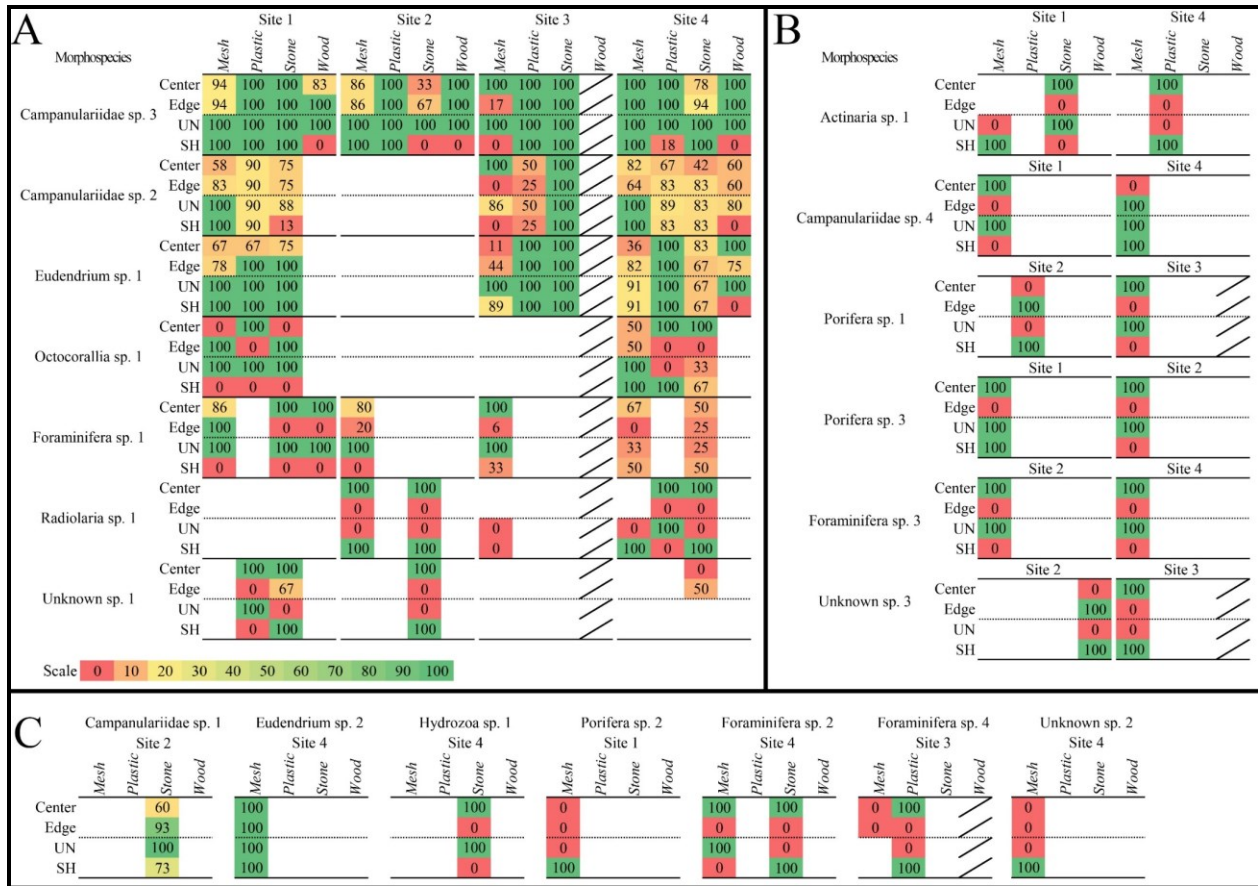 A
Site 1 Site 2 Site 3 Site 4
Morphospecies Mesh Plastic Stone Wood Mesh Plastic Stone Wood Mesh Plastic Stone Wood Mesh Plastic Stone Wood
Campanulariidae sp. 3
Center 94 100 100 83 86 100 33 100 100 100 100 100 100 78 100
Edge 94 100 100 100 86 100 67 100 17 100 100 100 100 94 100
UN 100 100 100 100 100 100 100 100 100 100 100 100 100 100 100
SH 100 100 100 0 100 100 0 0 0 100 100 100 18 100 0
Campanulariidae sp. 2
Center 58 90 75 100 50 100 82 67 42 60
Edge 83 90 75 0 25 100 64 83 83 60
UN 100 90 88 86 50 100 100 89 83 80
SH 100 90 13 0 25 100 100 83 83 0
Eudendrium sp. 1
Center 67 67 75 11 100 100 36 100 83 100
Edge 78 100 100 44 100 100 82 100 67 75
UN 100 100 100 100 100 100 91 100 67 100
SH 100 100 100 89 100 100 91 100 67 0
Octocorallia sp. 1
Center 0 100 0 50 100 100
Edge 100 0 100 50 0 0
UN 100 100 100 100 0 33
SH 0 0 0 100 100 67
Foraminifera sp. 1
Center 86 100 100 80 100 67 50
Edge 100 0 0 20 6 0 25
UN 100 100 100 100 100 33 25
SH 0 0 0 0 33 50 50
Radiolaria sp. 1
Center 100 100 100 100
Edge 0 0 0 0
UN 0 0 0 0 100 0
SH 100 100 0 100 0 100
Unknown sp. 1
Center 100 100 100 0
Edge 0 67 0 50
UN 100 0 0
SH 0 100 100
Scale 0 10 20 30 40 50 60 70 80 90 100
B
Site 1 Site 4
Morphospecies Mesh Plastic Stone Wood Mesh Plastic Stone Wood
Actinaria sp. 1
Center 100 100
Edge 0 0
UN 0 100 0
SH 100 0 100
Site 1 Site 4
Campanulariidae sp. 4
Center 100 0
Edge 0 100
UN 100 100
SH 0 100
Site 2 Site 3
Porifera sp. 1
Center 0 100
Edge 100 0
UN 0 100
SH 100 0
Site 1 Site 2
Porifera sp. 3
Center 100 100
Edge 0 0
UN 100 100
SH 100 0
Site 2 Site 4
Foraminifera sp. 3
Center 100 100
Edge 0 0
UN 100 100
SH 0 0
Site 2 Site 3
Unknown sp. 3
Center 0 100
Edge 100 0
UN 0 0
SH 100 100
C
Campanulariidae sp. 1 Eudendrium sp. 2 Hydrozoa sp. 1 Porifera sp. 2 Foraminifera sp. 2 Foraminifera sp. 4 Unknown sp. 2
Site 2 Site 4 Site 4 Site 1 Site 4 Site 3 Site 4
Mesh Plastic Stone Wood Mesh Plastic Stone Wood Mesh Plastic Stone Wood Mesh Plastic Stone Wood Mesh Plastic Stone Wood Mesh Plastic Stone Wood Mesh Plastic Stone Wood
Center 60 100 100 0 100 100 0 100 0
Edge 93 100 0 0 0 0 0 0 0
UN 100 100 100 0 100 0 0 0
SH 73 100 0 100 0 100 100 100